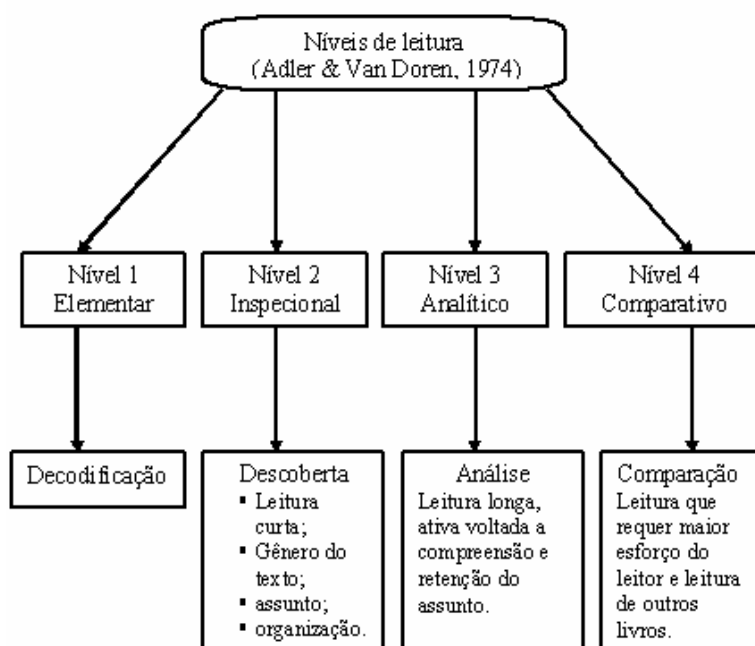 Níveis de leitura
(Adler & Van Doren, 1974)
Nível 1
Elementar
Nível 2
Inspecional
Nível 3
Analítico
Nível 4
Comparativo
Decodificação
Descoberta
▪ Leitura
curta;
▪ Gênero do
texto;
▪ assunto;
▪ organização.
Análise
Leitura longa,
ativa voltada a
compreensão e
retenção do
assunto.
Comparação
Leitura que
requer maior
esforço do
leitor e leitura
de outros
livros.